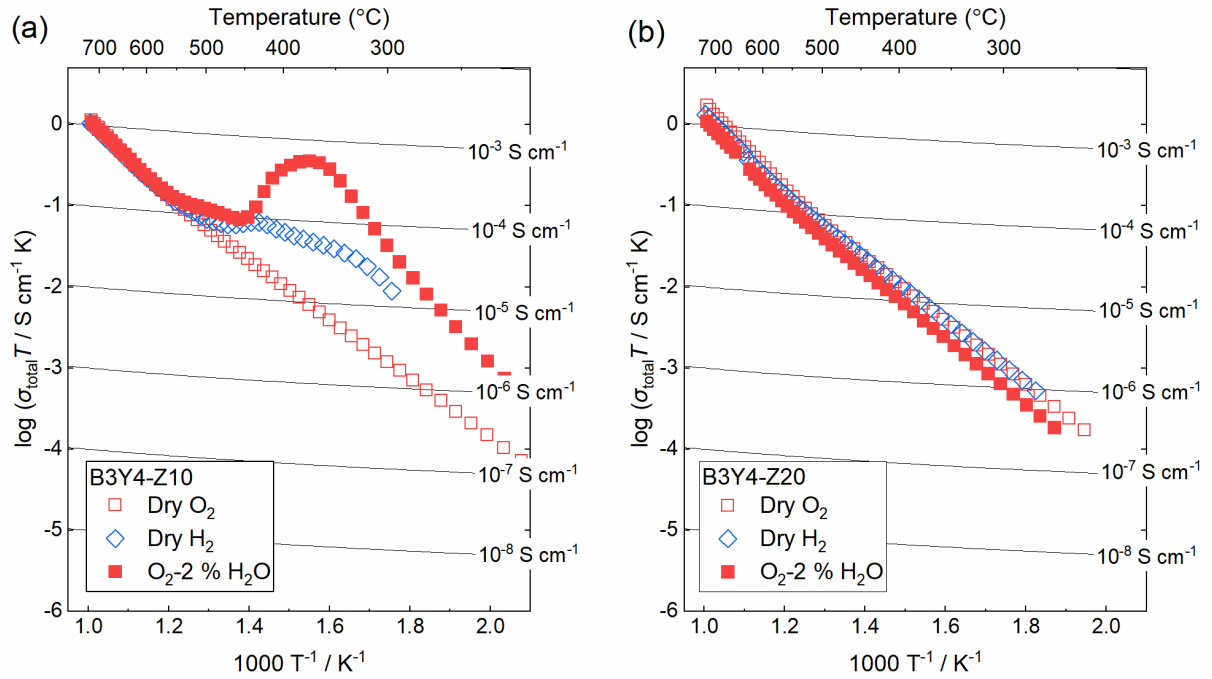 (a)
Temperature (°C)
700 600 500 400 300
log (σtotalT / S cm⁻¹ K)
0
-1
-2
-3
-4
-5
-6
10⁻³ S cm⁻¹
10⁻⁴ S cm⁻¹
10⁻⁵ S cm⁻¹
10⁻⁶ S cm⁻¹
10⁻⁷ S cm⁻¹
10⁻⁸ S cm⁻¹
B3Y4-Z10
Dry O₂
Dry H₂
O₂-2 % H₂O
1.0 1.2 1.4 1.6 1.8 2.0
1000 T⁻¹ / K⁻¹
(b)
Temperature (°C)
700 600 500 400 300
log (σtotalT / S cm⁻¹ K)
0
-1
-2
-3
-4
-5
-6
10⁻³ S cm⁻¹
10⁻⁴ S cm⁻¹
10⁻⁵ S cm⁻¹
10⁻⁶ S cm⁻¹
10⁻⁷ S cm⁻¹
10⁻⁸ S cm⁻¹
B3Y4-Z20
Dry O₂
Dry H₂
O₂-2 % H₂O
1.0 1.2 1.4 1.6 1.8 2.0
1000 T⁻¹ / K⁻¹